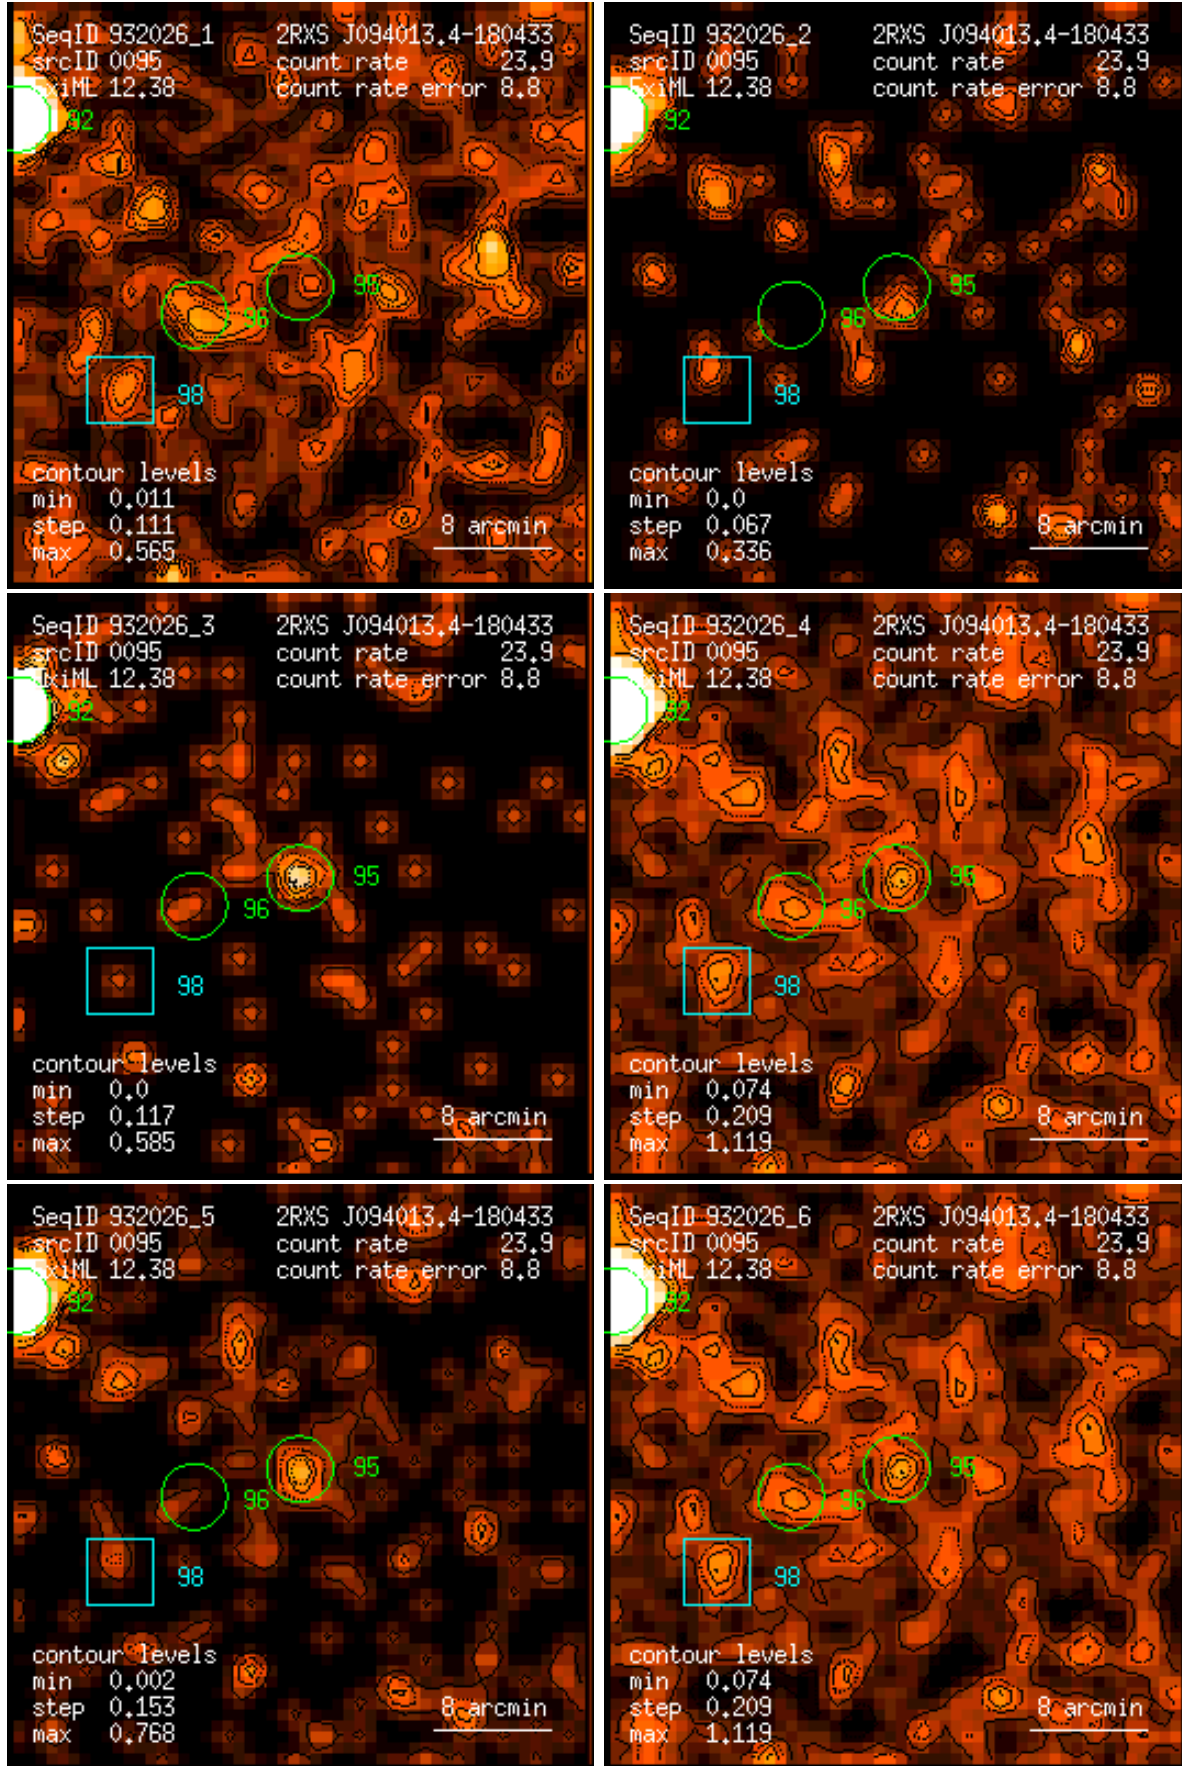 SeqID 932026_1 2RXS J094013.4-180433
srcID 0095 count rate 23.9
ExiML 12.38 count rate error 8.8
92
95
96
98
contour levels
min 0.011
step 0.111 8 arcmin
max 0.565
SeqID 932026_2 2RXS J094013.4-180433
srcID 0095 count rate 23.9
ExiML 12.38 count rate error 8.8
92
95
96
98
contour levels
min 0.0
step 0.067 8 arcmin
max 0.336
SeqID 932026_3 2RXS J094013.4-180433
srcID 0095 count rate 23.9
ExiML 12.38 count rate error 8.8
92
95
96
98
contour levels
min 0.0
step 0.117 8 arcmin
max 0.585
SeqID 932026_4 2RXS J094013.4-180433
srcID 0095 count rate 23.9
ExiML 12.38 count rate error 8.8
92
95
96
98
contour levels
min 0.074
step 0.209 8 arcmin
max 1.119
SeqID 932026_5 2RXS J094013.4-180433
srcID 0095 count rate 23.9
ExiML 12.38 count rate error 8.8
92
95
96
98
contour levels
min 0.002
step 0.153 8 arcmin
max 0.768
SeqID 932026_6 2RXS J094013.4-180433
srcID 0095 count rate 23.9
ExiML 12.38 count rate error 8.8
92
95
96
98
contour levels
min 0.074
step 0.209 8 arcmin
max 1.119